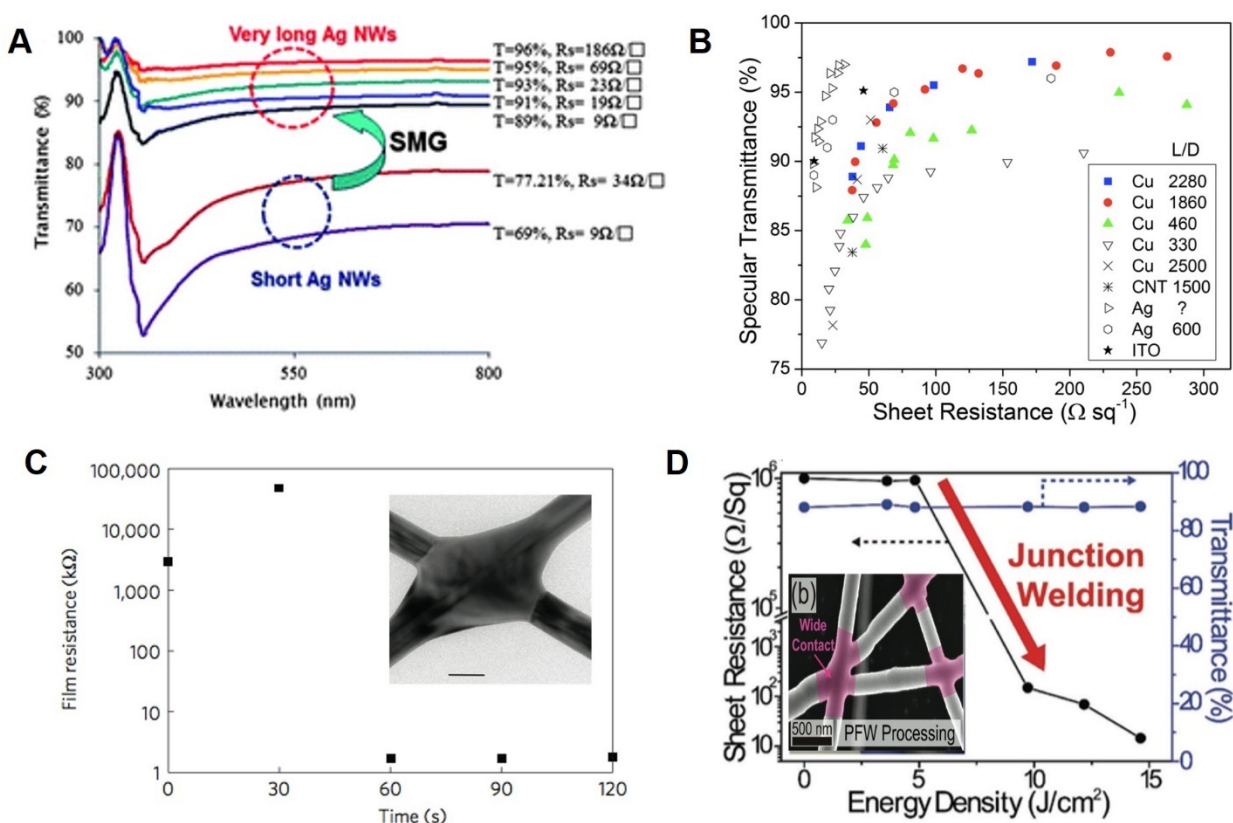 A
Very long Ag NWs
SMG
Short Ag NWs
T=96%, Rs=186Ω/□
T=95%, Rs= 69Ω/□
T=93%, Rs= 23Ω/□
T=91%, Rs= 19Ω/□
T=89%, Rs= 9Ω/□
T=77.21%, Rs= 34Ω/□
T=69%, Rs= 9Ω/□
Transmittance (%)
100
90
80
70
60
50
300
550
800
Wavelength (nm)
B
Specular Transmittance (%)
100
95
90
85
80
75
0
50
100
150
200
250
300
Sheet Resistance (Ω sq⁻¹)
L/D
Cu 2280
Cu 1860
Cu 460
Cu 330
Cu 2500
CNT 1500
Ag ?
Ag 600
ITO
C
Film resistance (kΩ)
100,000
10,000
1,000
100
10
1
0
30
60
90
120
Time (s)
D
Sheet Resistance (Ω/Sq)
10⁶
10⁵
10³
10²
10¹
Junction
Welding
(b)
Wide
Contact
500 nm
PFW Processing
100
80
60
40
20
0
Transmittance (%)
0
5
10
15
Energy Density (J/cm²)